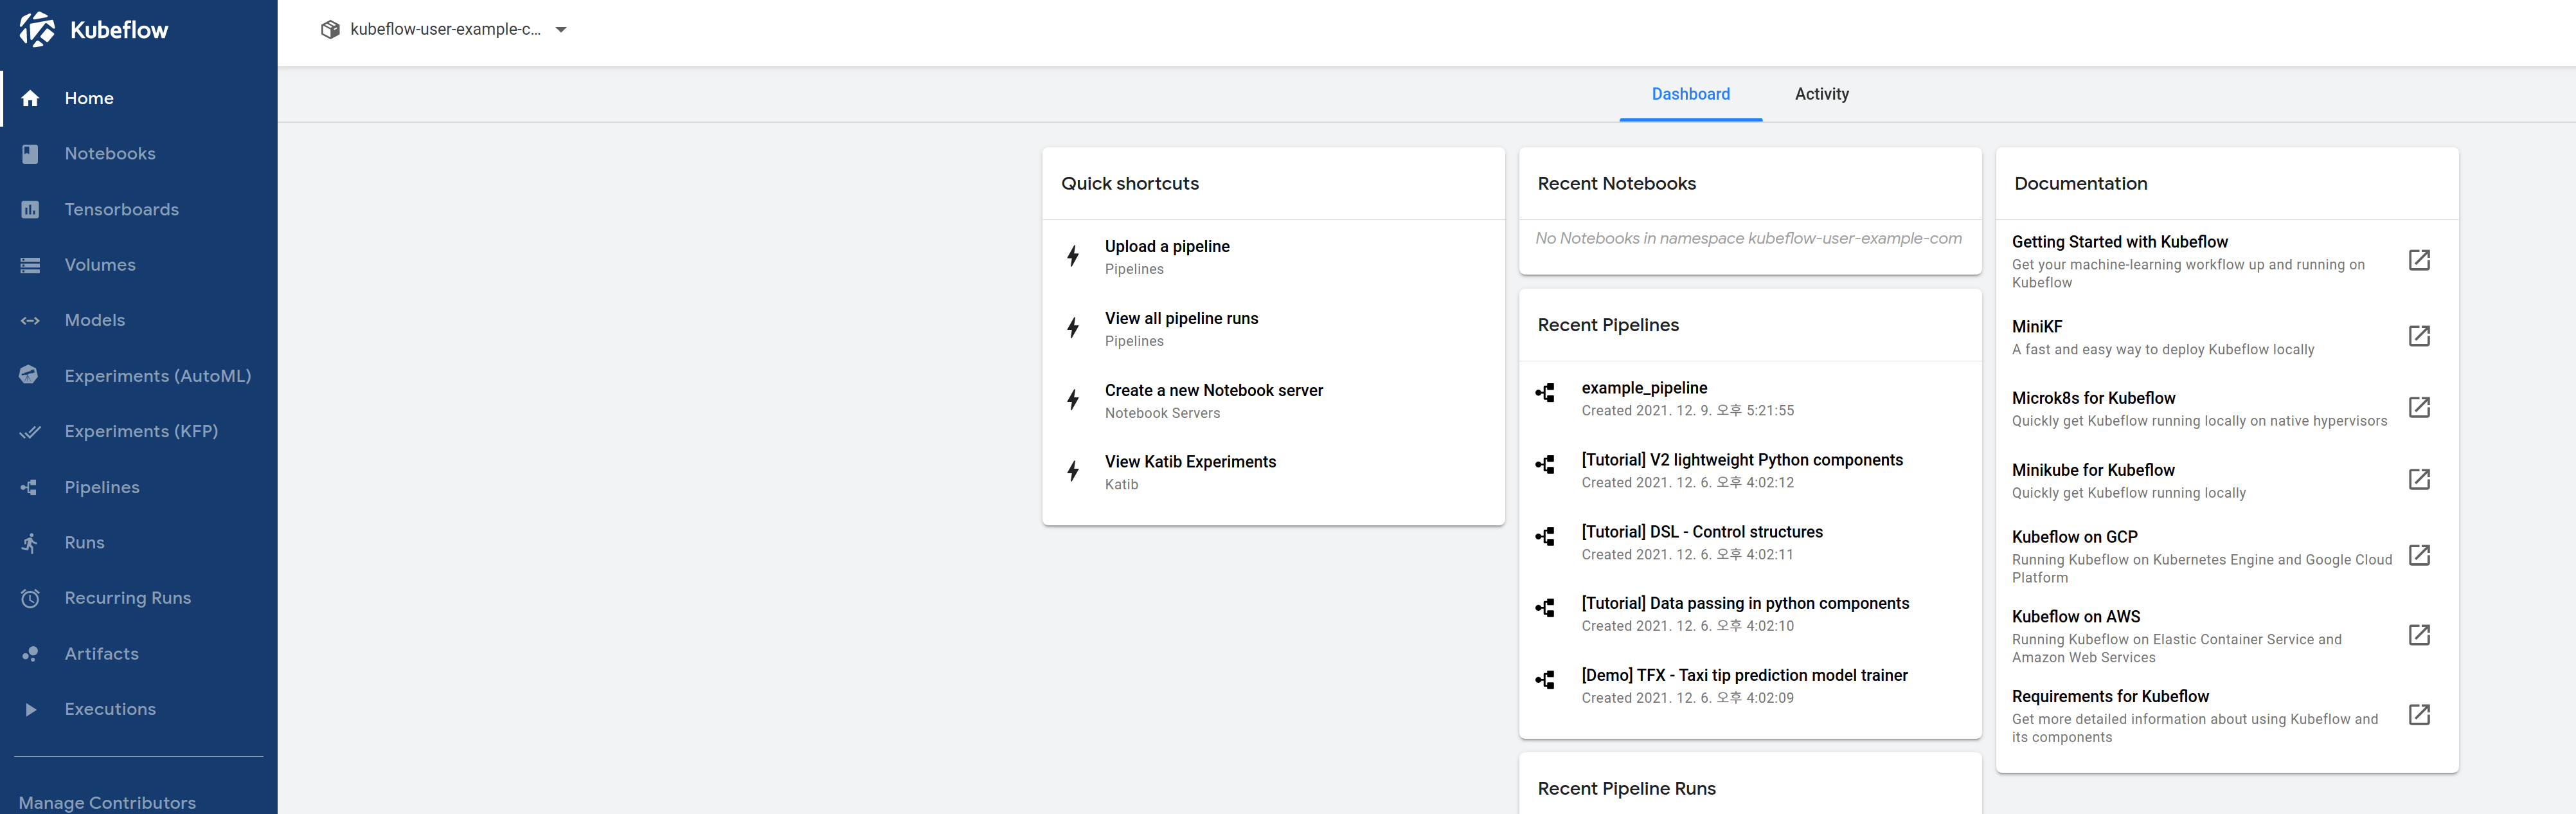 Kubeflow
kubeflow-user-example-c...
Home
Notebooks
Tensorboards
Volumes
Models
Experiments (AutoML)
Experiments (KFP)
Pipelines
Runs
Recurring Runs
Artifacts
Executions
Manage Contributors
Dashboard
Activity
Quick shortcuts
Upload a pipeline
Pipelines
View all pipeline runs
Pipelines
Create a new Notebook server
Notebook Servers
View Katib Experiments
Katib
Recent Notebooks
No Notebooks in namespace kubeflow-user-example-com
Recent Pipelines
example_pipeline
Created 2021. 12. 9. 오후 5:21:55
[Tutorial] V2 lightweight Python components
Created 2021. 12. 6. 오후 4:02:12
[Tutorial] DSL - Control structures
Created 2021. 12. 6. 오후 4:02:11
[Tutorial] Data passing in python components
Created 2021. 12. 6. 오후 4:02:10
[Demo] TFX - Taxi tip prediction model trainer
Created 2021. 12. 6. 오후 4:02:09
Recent Pipeline Runs
Documentation
Getting Started with Kubeflow
Get your machine-learning workflow up and running on
Kubeflow
MiniKF
A fast and easy way to deploy Kubeflow locally
Microk8s for Kubeflow
Quickly get Kubeflow running locally on native hypervisors
Minikube for Kubeflow
Quickly get Kubeflow running locally
Kubeflow on GCP
Running Kubeflow on Kubernetes Engine and Google Cloud
Platform
Kubeflow on AWS
Running Kubeflow on Elastic Container Service and
Amazon Web Services
Requirements for Kubeflow
Get more detailed information about using Kubeflow and
its components